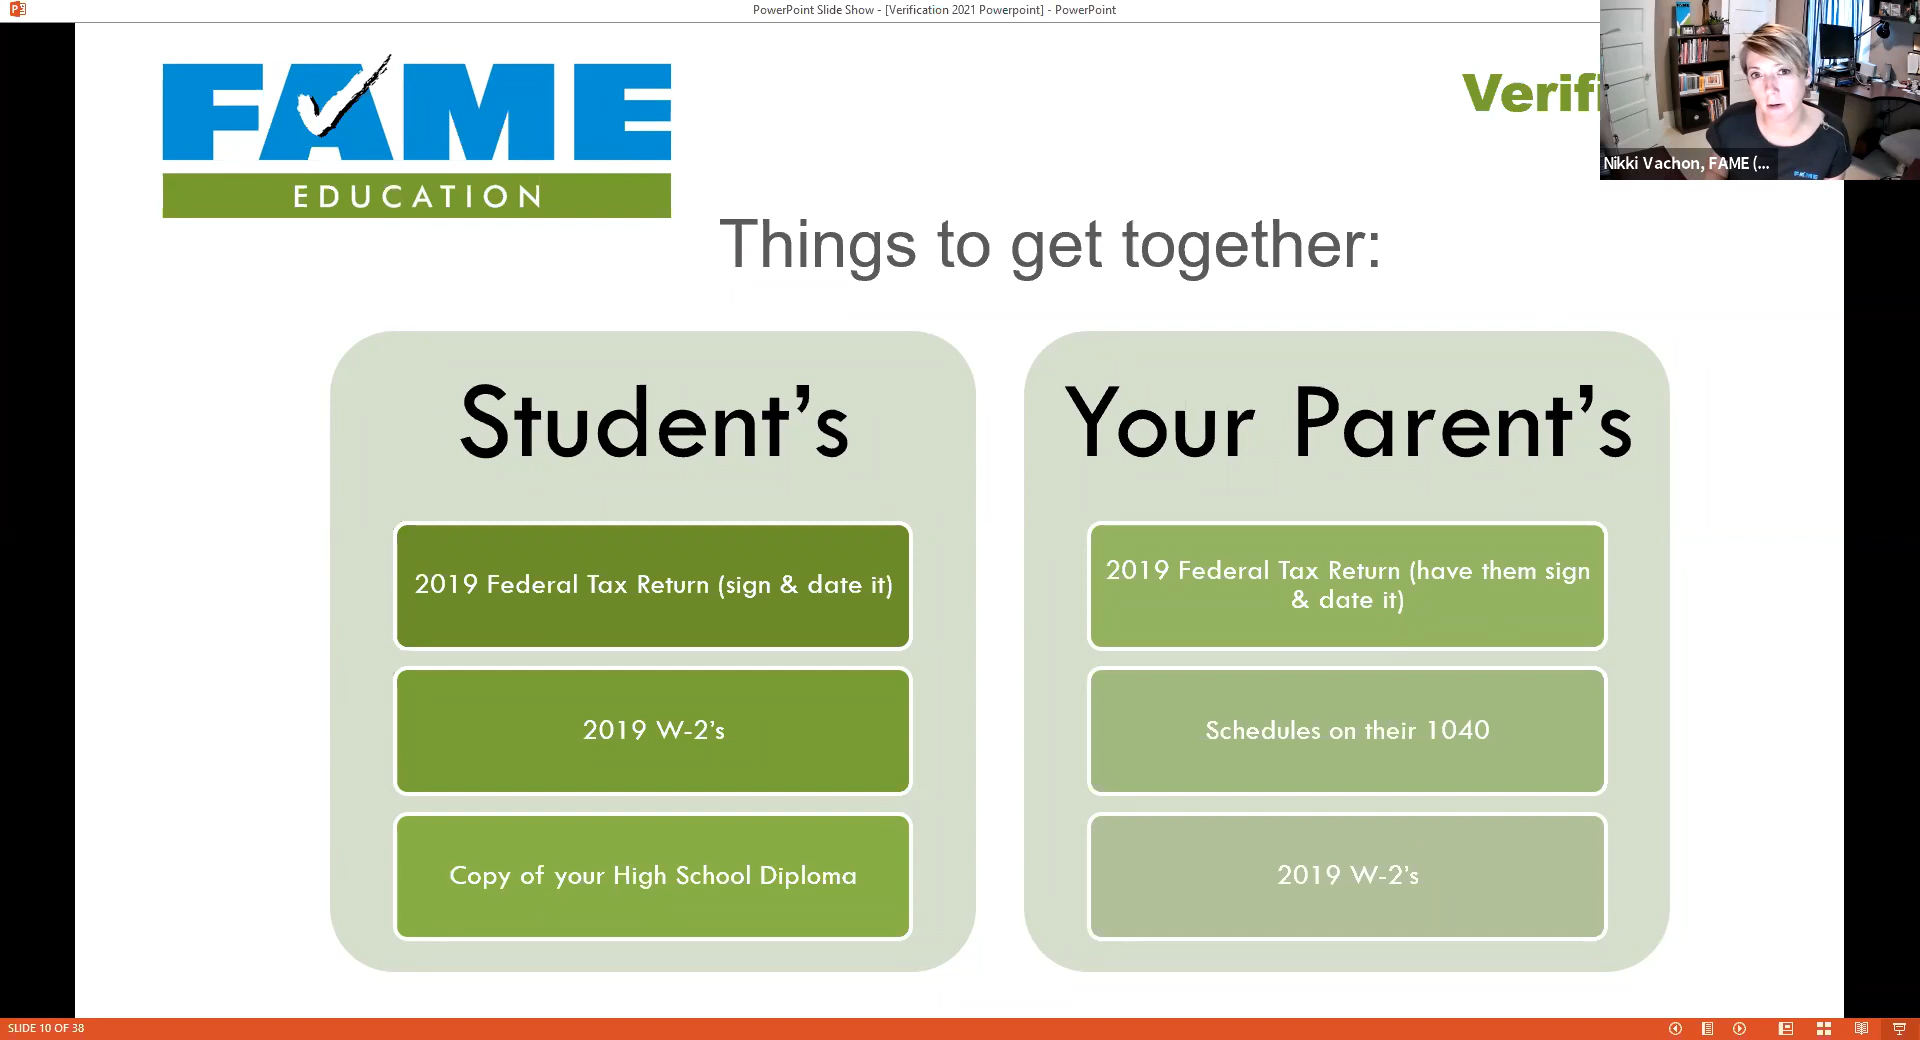 PowerPoint Slide Show - [Verification 2021 Powerpoint] - PowerPoint
FAME
EDUCATION
Verifi
Nikki Vachon, FAME (...
Things to get together:
Student’s
2019 Federal Tax Return (sign & date it)
2019 W-2’s
Copy of your High School Diploma
Your Parent’s
2019 Federal Tax Return (have them sign
& date it)
Schedules on their 1040
2019 W-2’s
SLIDE 10 OF 38